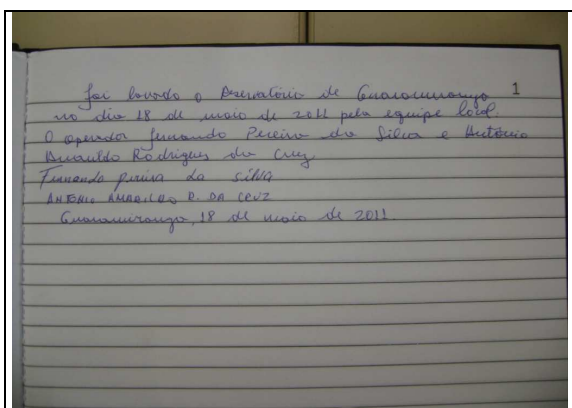 1
foi lavado o Reservatório de Guaramiranga
no dia 18 de maio de 2011 pela equipe local.
O operador fernando Pereira da Silva e Antônio
Rodrigues da Cruz
Fernando pereira da silva
ANTONIO R. DA CRUZ
Guaramiranga, 18 de maio de 2011.